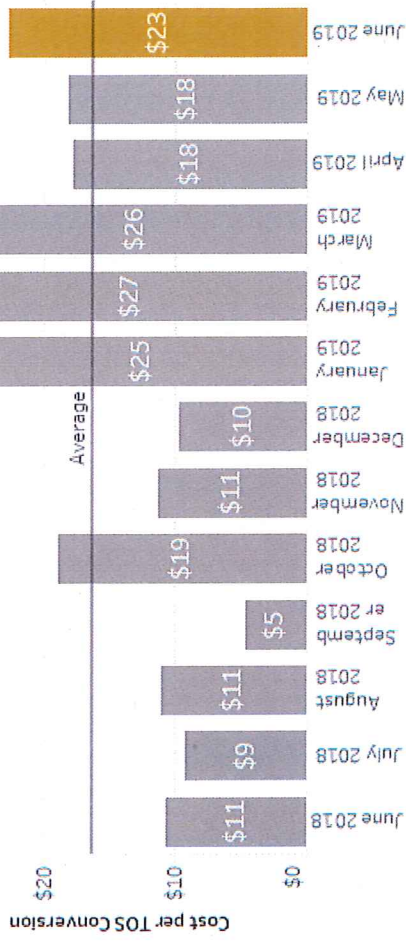 Cost per TOS Conversion
$20
$10
$0
Average
$11
$9
$11
$5
$19
$11
$10
$25
$27
$26
$18
$18
$23
June 2018
July 2018
August
2018
Septemb
er 2018
October
2018
November
2018
December
2018
January
2019
February
2019
March
2019
April 2019
May 2019
June 2019